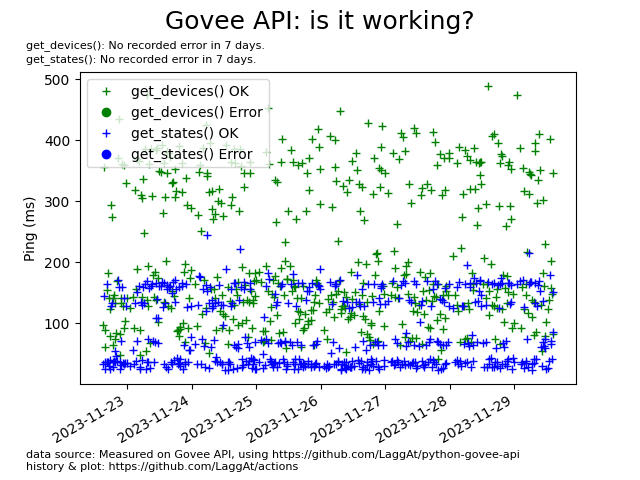 Govee API: is it working?
get_devices(): No recorded error in 7 days.
get_states(): No recorded error in 7 days.
500
400
300
200
100
Ping (ms)
get_devices() OK
get_devices() Error
get_states() OK
get_states() Error
2023-11-23
2023-11-24
2023-11-25
2023-11-26
2023-11-27
2023-11-28
2023-11-29
data source: Measured on Govee API, using https://github.com/LaggAt/python-govee-api
history & plot: https://github.com/LaggAt/actions